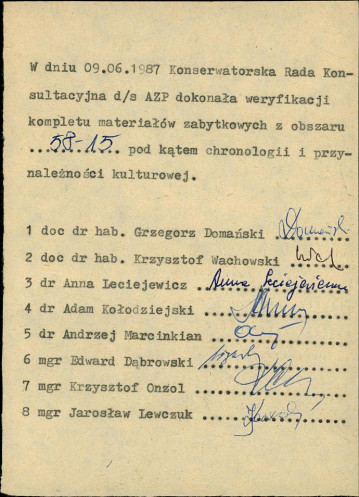 W dniu 09.06.1987 Konserwatorska Rada Kon-
sultacyjna d/s AZP dokonała weryfikacji
kompletu materiałów zabytkowych z obszaru
...58-15... pod kątem chronologii i przy-
należności kulturowej.
1 doc dr hab. Grzegorz Domański Domański
2 doc dr hab. Krzysztof Wachowski
3 dr Anna Leciejewicz Anna Leciejewicz
4 dr Adam Kołodziejski
5 dr Andrzej Marcinkian
6 mgr Edward Dąbrowski
7 mgr Krzysztof Onzol
8 mgr Jarosław Lewczuk